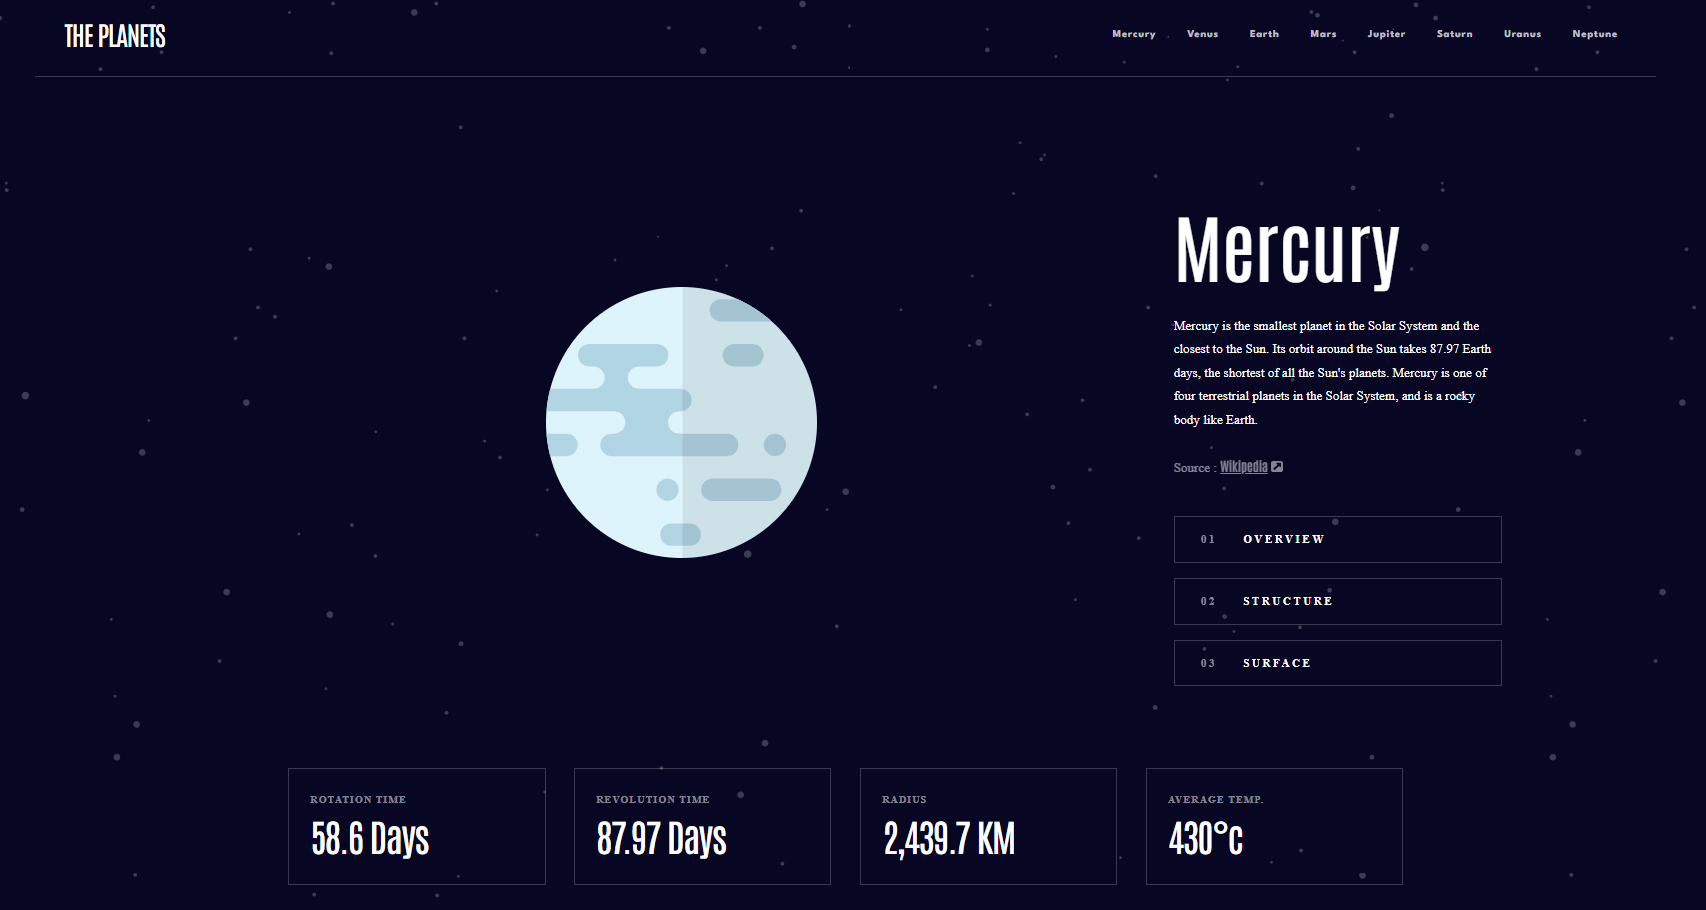 THE PLANETS
Mercury Venus Earth Mars Jupiter Saturn Uranus Neptune
Mercury
Mercury is the smallest planet in the Solar System and the
closest to the Sun. Its orbit around the Sun takes 87.97 Earth
days, the shortest of all the Sun's planets. Mercury is one of
four terrestrial planets in the Solar System, and is a rocky
body like Earth.
Source : Wikipedia
01 OVERVIEW
02 STRUCTURE
03 SURFACE
ROTATION TIME
58.6 Days
REVOLUTION TIME
87.97 Days
RADIUS
2,439.7 KM
AVERAGE TEMP.
430°c